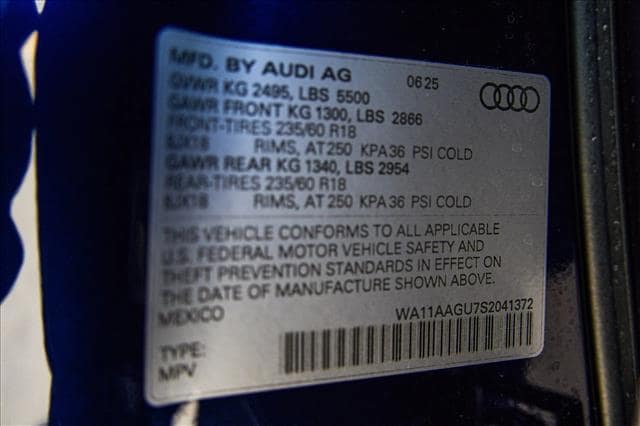 MFD. BY AUDI AG 06 25
GVWR KG 2495, LBS 5500
GAWR FRONT KG 1300, LBS 2866
FRONT-TIRES 235/60 R18
8JX18 RIMS, AT 250 KPA 36 PSI COLD
GAWR REAR KG 1340, LBS 2954
REAR-TIRES 235/60 R18
8JX18 RIMS, AT 250 KPA 36 PSI COLD
THIS VEHICLE CONFORMS TO ALL APPLICABLE
U.S. FEDERAL MOTOR VEHICLE SAFETY AND
THEFT PREVENTION STANDARDS IN EFFECT ON
THE DATE OF MANUFACTURE SHOWN ABOVE.
MEXICO WA11AAGU7S2041372
TYPE:
MPV